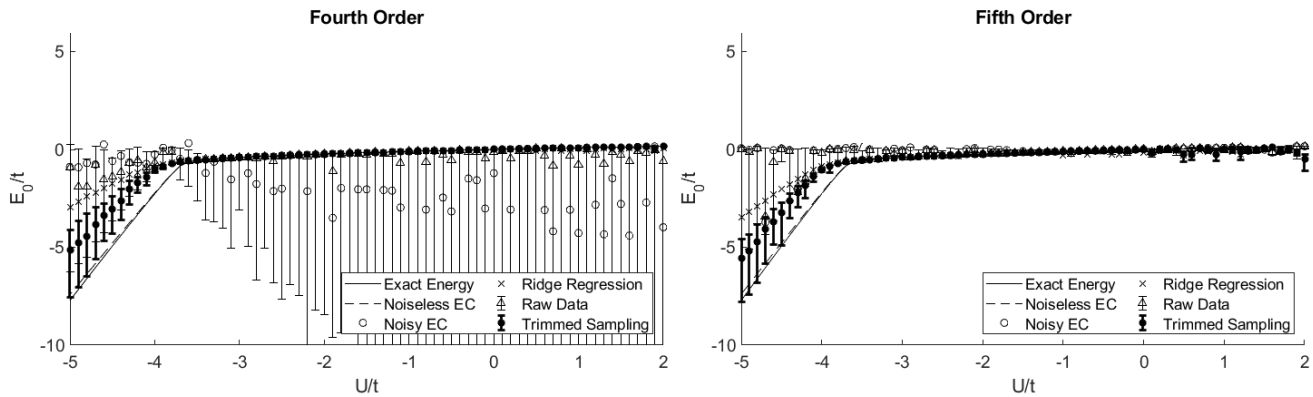 Fourth Order
5
0
-5
-10
E0/t
-5
-4
-3
-2
-1
0
1
2
U/t
Exact Energy
Noiseless EC
Noisy EC
Ridge Regression
Raw Data
Trimmed Sampling
Fifth Order
5
0
-5
-10
E0/t
-5
-4
-3
-2
-1
0
1
2
U/t
Exact Energy
Noiseless EC
Noisy EC
Ridge Regression
Raw Data
Trimmed Sampling